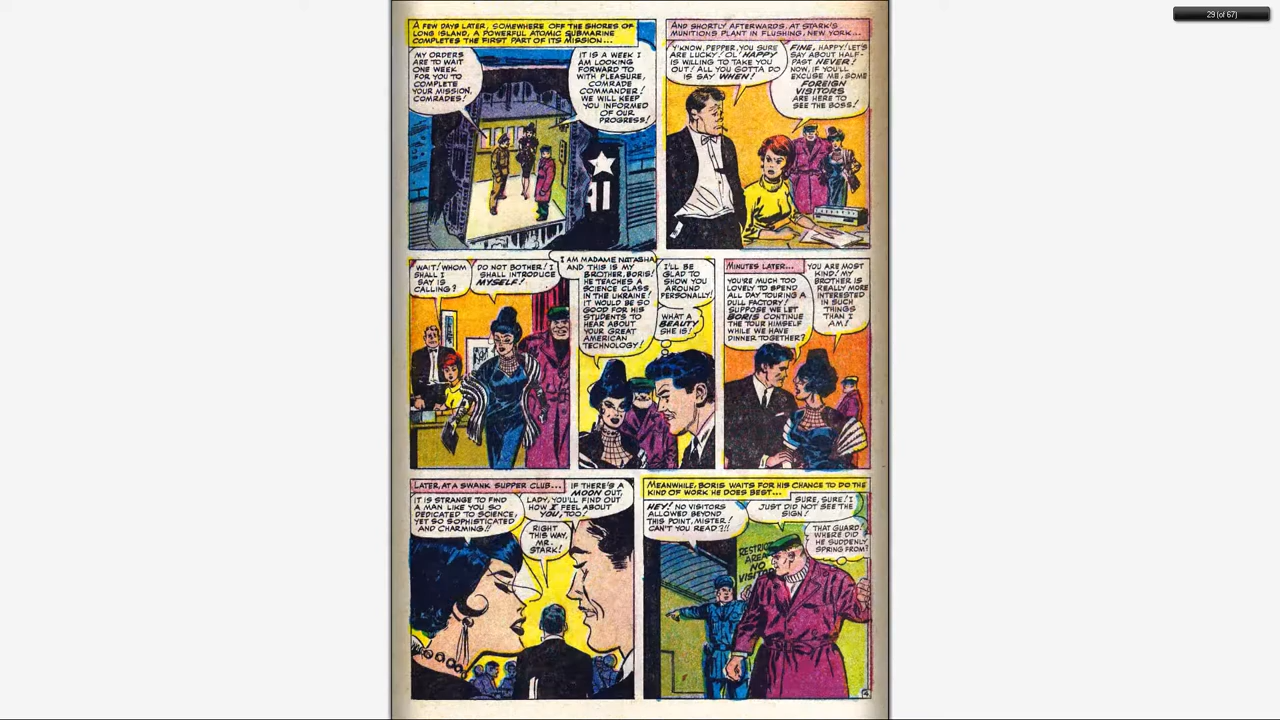 29 (of 67)
A FEW DAYS LATER, SOMEWHERE OFF THE SHORES OF
LONG ISLAND, A POWERFUL ATOMIC SUBMARINE
COMPLETES THE FIRST PART OF ITS MISSION...
MY ORDERS
ARE TO WAIT
ONE WEEK
FOR YOU TO
COMPLETE
YOUR MISSION,
COMRADES!
IT IS A WEEK I
AM LOOKING
FORWARD TO
WITH PLEASURE,
COMRADE
COMMANDER!
WE WILL KEEP
YOU INFORMED
OF OUR
PROGRESS!
AND SHORTLY AFTERWARDS, AT STARK'S
MUNITIONS PLANT IN FLUSHING, NEW YORK...
Y'KNOW, PEPPER, YOU SURE
ARE LUCKY! OL' HAPPY
IS WILLING TO TAKE YOU
OUT! ALL YOU GOTTA DO
IS SAY WHEN!
FINE, HAPPY! LET'S
SAY ABOUT HALF-
PAST NEVER!
NOW, IF YOU'LL
EXCUSE ME, SOME
FOREIGN
VISITORS
ARE HERE TO
SEE THE BOSS!
WAIT! WHOM
SHALL I
SAY IS
CALLING?
DO NOT BOTHER! I
SHALL INTRODUCE
MYSELF!
I AM MADAME NATASHA
AND THIS IS MY
BROTHER, BORIS!
HE TEACHES A
SCIENCE CLASS
IN THE UKRAINE!
IT WOULD BE SO
GOOD FOR HIS
STUDENTS TO
HEAR ABOUT
YOUR GREAT
AMERICAN
TECHNOLOGY!
I'LL BE
GLAD TO
SHOW YOU
AROUND
PERSONALLY!
WHAT A
BEAUTY
SHE IS!
MINUTES LATER...
YOU'RE MUCH TOO
LOVELY TO SPEND
ALL DAY TOURING A
DULL FACTORY!
SUPPOSE WE LET
BORIS CONTINUE
THE TOUR HIMSELF
WHILE WE HAVE
DINNER TOGETHER?
YOU ARE MOST
KIND! MY
BROTHER IS
REALLY MORE
INTERESTED
IN SUCH
THINGS
THAN I
AM!
LATER, AT A SWANK SUPPER CLUB...
IT IS STRANGE TO FIND
A MAN LIKE YOU SO
DEDICATED TO SCIENCE,
YET SO SOPHISTICATED
AND CHARMING!!
IF THERE'S A
MOON OUT,
LADY, YOU'LL FIND OUT
HOW I FEEL ABOUT
YOU, TOO!
RIGHT
THIS WAY,
MR.
STARK!
MEANWHILE, BORIS WAITS FOR HIS CHANCE TO DO THE
KIND OF WORK HE DOES BEST...
HEY! NO VISITORS
ALLOWED BEYOND
THIS POINT, MISTER!
CAN'T YOU READ?!!
SURE, SURE! I
JUST DID NOT SEE THE
SIGN!
THAT GUARD!
WHERE DID
HE SUDDENLY
SPRING FROM?
AREA
NO